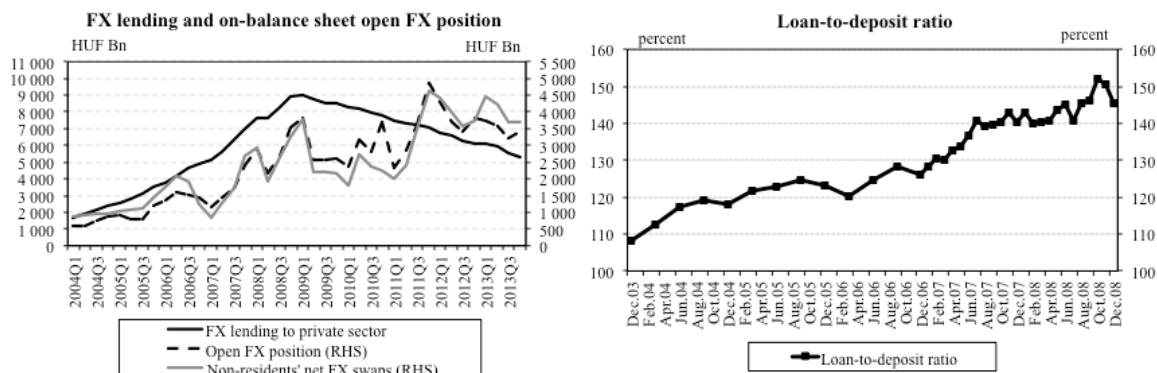 FX lending and on-balance sheet open FX position
HUF Bn
HUF Bn
11 000
10 000
9 000
8 000
7 000
6 000
5 000
4 000
3 000
2 000
1 000
0
5 500
5 000
4 500
4 000
3 500
3 000
2 500
2 000
1 500
1 000
500
0
2004Q1
2004Q3
2005Q1
2005Q3
2006Q1
2006Q3
2007Q1
2007Q3
2008Q1
2008Q3
2009Q1
2009Q3
2010Q1
2010Q3
2011Q1
2011Q3
2012Q1
2012Q3
2013Q1
2013Q3
FX lending to private sector
Open FX position (RHS)
Non-residents' net FX swaps (RHS)
Loan-to-deposit ratio
percent
percent
160
150
140
130
120
110
100
160
150
140
130
120
110
100
Dec.03
Feb.04
Apr.04
Jun.04
Aug.04
Oct.04
Dec.04
Feb.05
Apr.05
Jun.05
Aug.05
Oct.05
Dec.05
Feb.06
Apr.06
Jun.06
Aug.06
Oct.06
Dec.06
Feb.07
Apr.07
Jun.07
Aug.07
Oct.07
Dec.07
Feb.08
Apr.08
Jun.08
Aug.08
Oct.08
Dec.08
Loan-to-deposit ratio